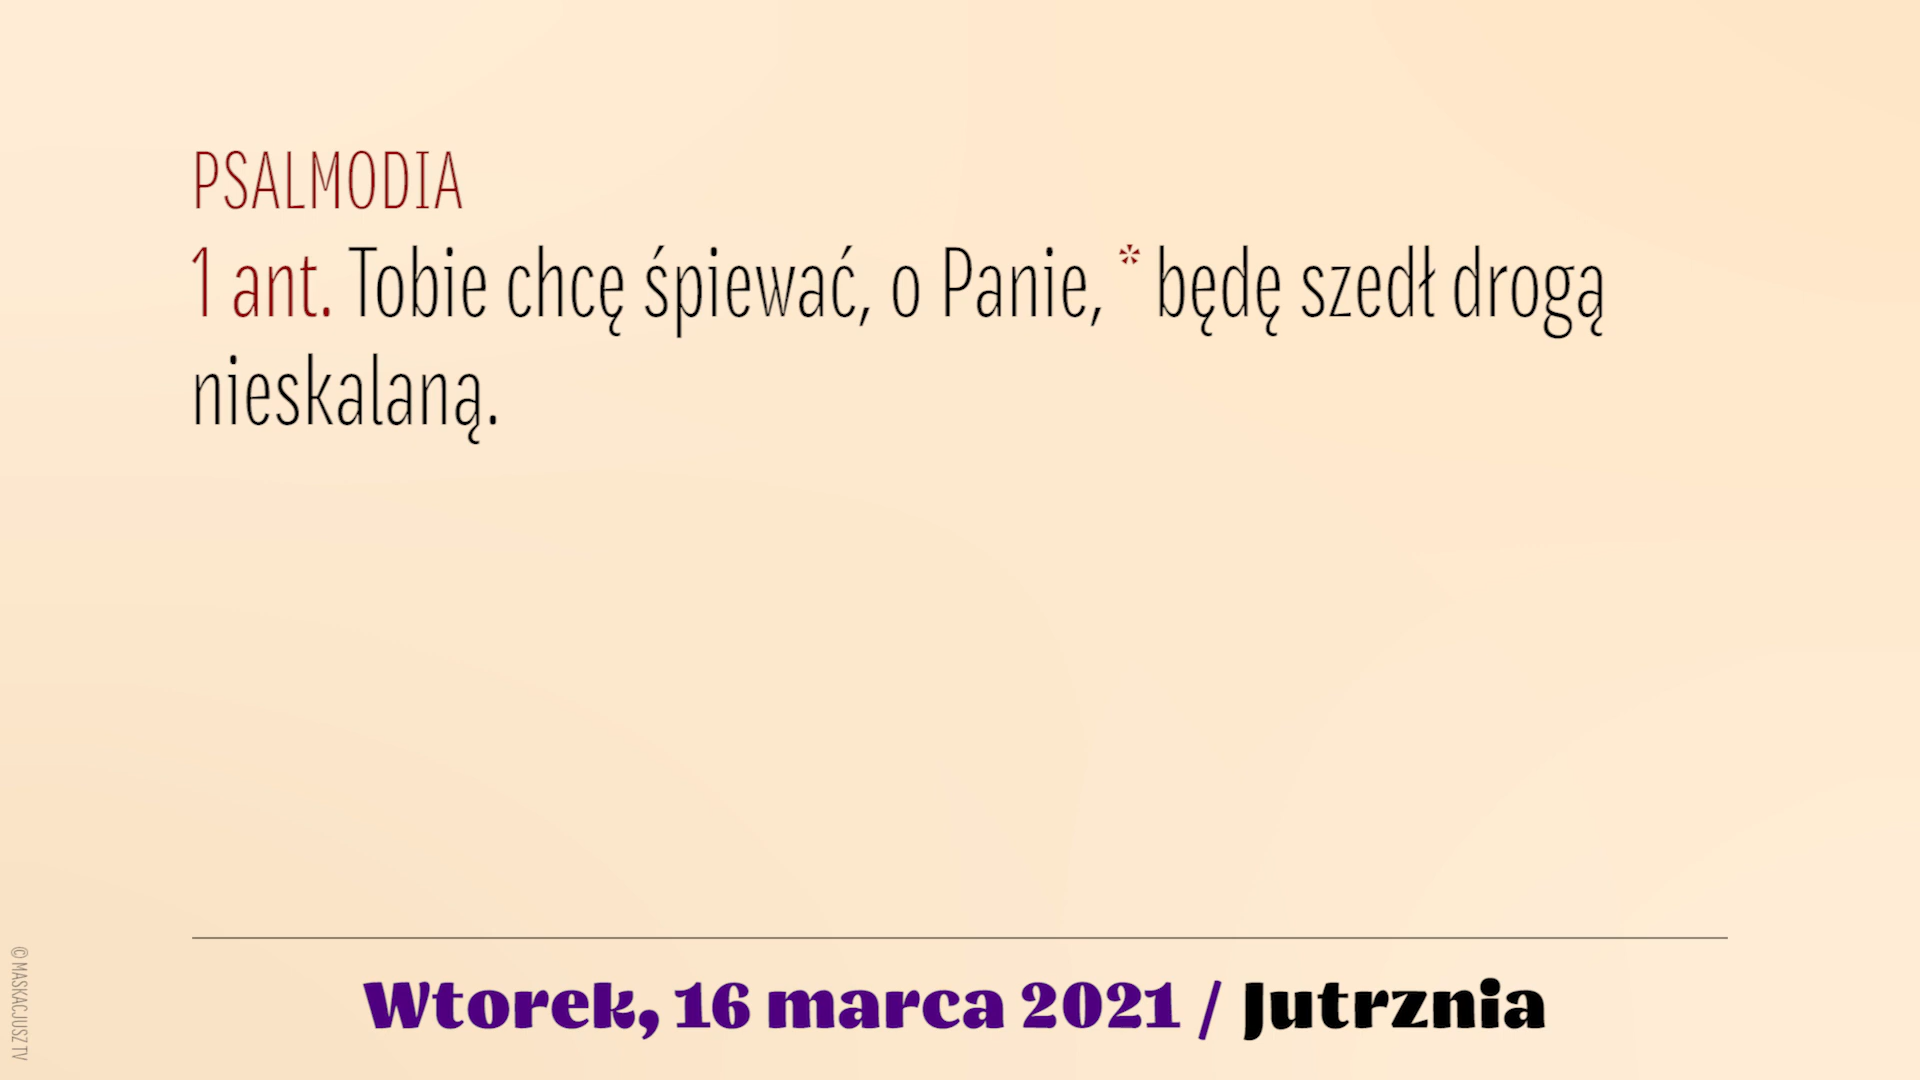 PSALMODIA
1 ant. Tobie chcę śpiewać, o Panie, * będę szedł drogą
nieskalaną.
Wtorek, 16 marca 2021 / Jutrznia
© MASKACJUSZ TV